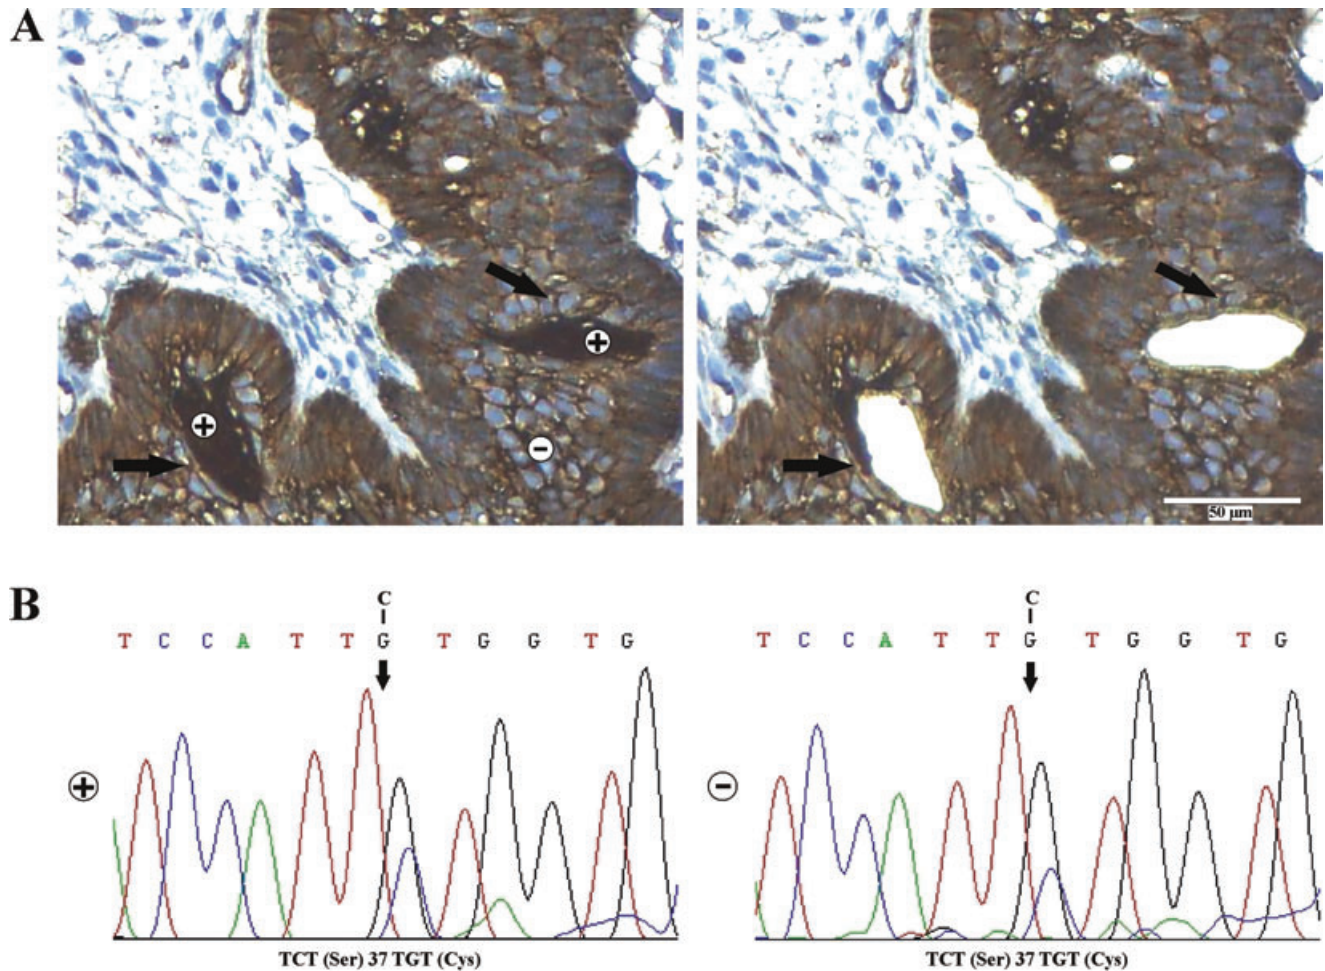 A
+
+
-
50 µm
B
C C
T C C A T T G T G G T G T C C A T T G T G G T G
+ -
TCT (Ser) 37 TGT (Cys) TCT (Ser) 37 TGT (Cys)